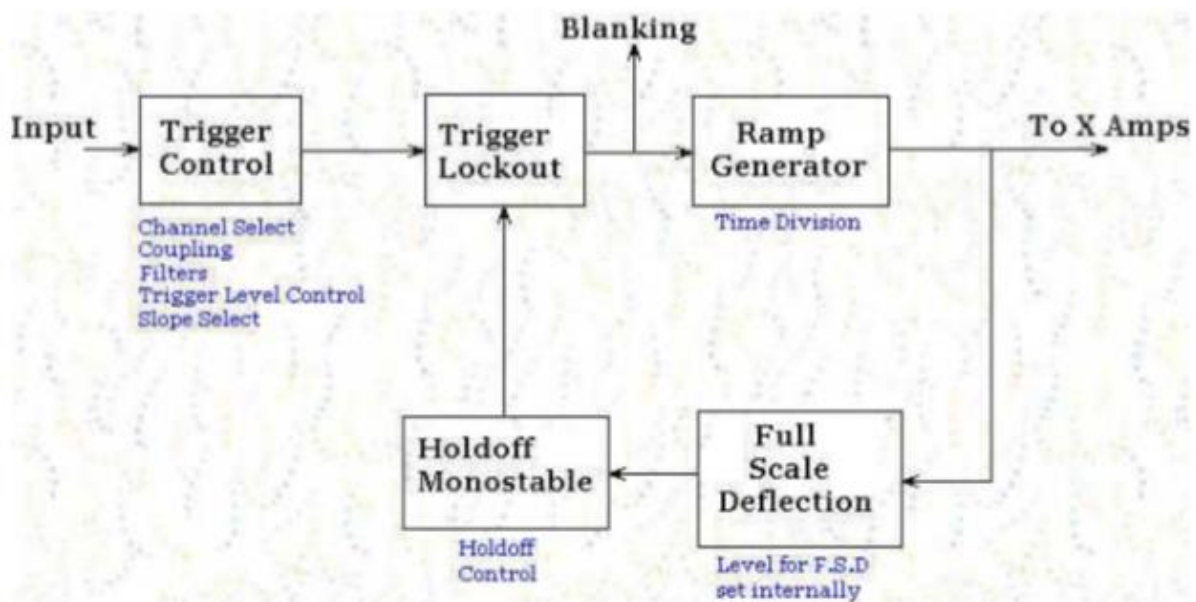 Blanking
Input
Trigger
Control
Trigger
Lockout
Ramp
Generator
To X Amps
Channel Select
Coupling
Filters
Trigger Level Control
Slope Select
Time Division
Holdoff
Monostable
Full
Scale
Deflection
Holdoff
Control
Level for F.S.D
set internally